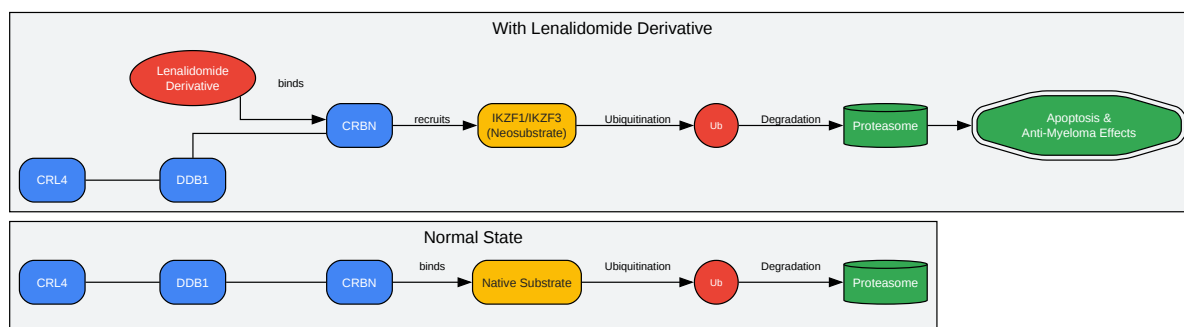 With Lenalidomide Derivative
Lenalidomide
Derivative
binds
CRBN
recruits
IKZF1/IKZF3
(Neosubstrate)
Ubiquitination
Ub
Degradation
Proteasome
Apoptosis &
Anti-Myeloma Effects
CRL4
DDB1
Normal State
CRL4
DDB1
CRBN
binds
Native Substrate
Ubiquitination
Ub
Degradation
Proteasome